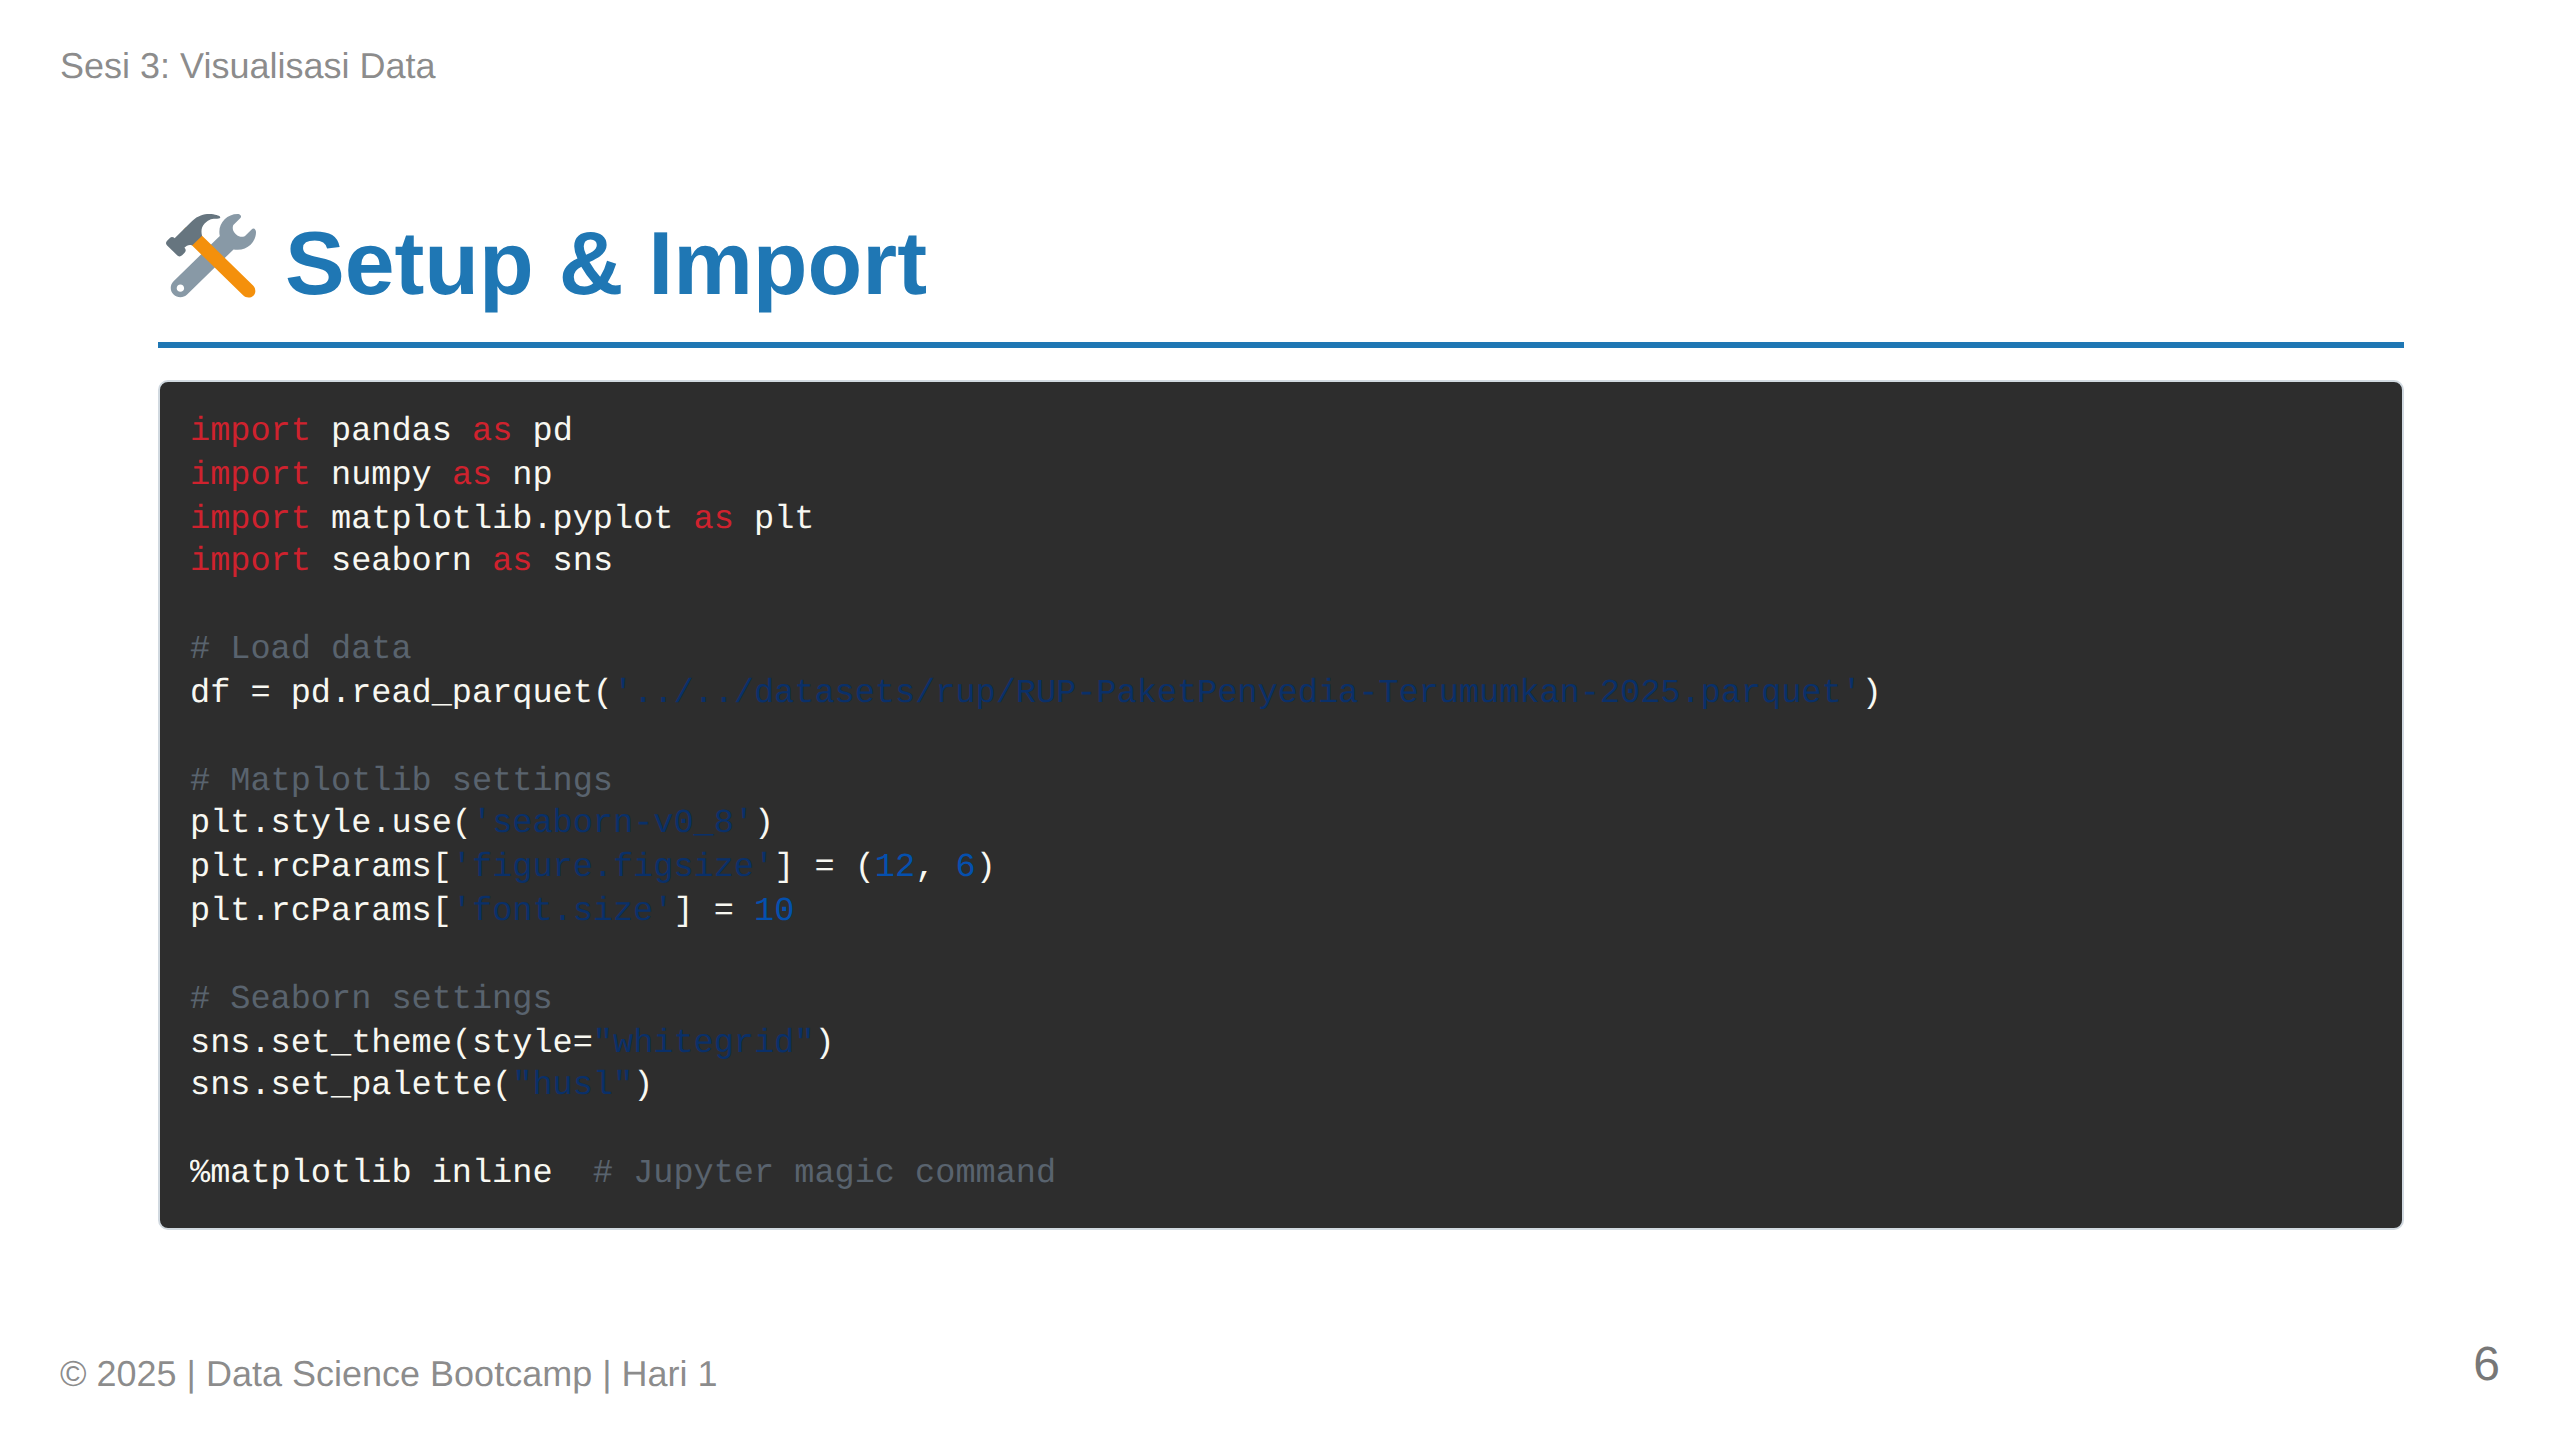 Sesi 3: Visualisasi Data
Setup & Import
import pandas as pd
import numpy as np
import matplotlib.pyplot as plt
import seaborn as sns
# Load data
df = pd.read_parquet('../../datasets/rup/RUP-PaketPenyedia-Terumumkan-2025.parquet')
# Matplotlib settings
plt.style.use('seaborn-v0_8')
plt.rcParams['figure.figsize'] = (12, 6)
plt.rcParams['font.size'] = 10
# Seaborn settings
sns.set_theme(style="whitegrid")
sns.set_palette("husl")
%matplotlib inline  # Jupyter magic command
© 2025 | Data Science Bootcamp | Hari 1
6